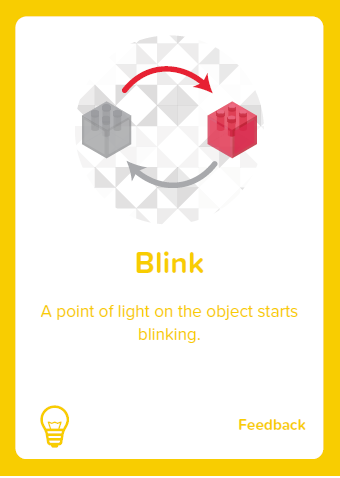 Blink
A point of light on the object starts
blinking.
Feedback